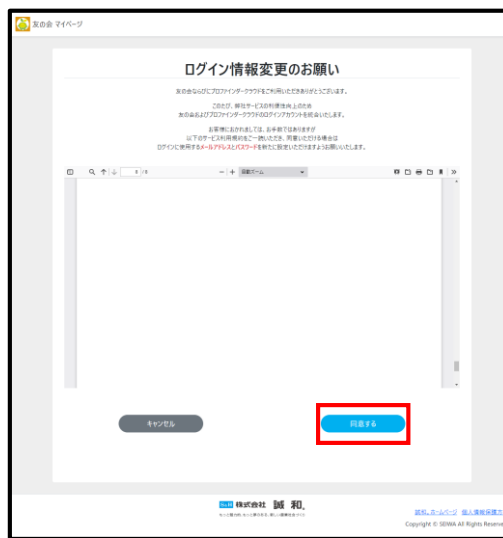 友の会 マイページ
ログイン情報変更のお願い
友の会ならびにプロファインダークラウドをご利用いただきありがとうございます。
このたび、弊社サービスの利便性向上のため
友の会およびプロファインダークラウドのログインアカウントを統合いたします。
お客様におかれましては、お手数ではありますが
以下のサービス利用規約をご一読いただき、同意いただける場合は
ログインに使用するメールアドレスとパスワードを新たに設定いただけますようお願いいたします。
自動ズーム
キャンセル
同意する
株式会社 誠 和。
誠和。ホームページ 個人情報保護方
Copyright © SEIWA All Rights Reserve